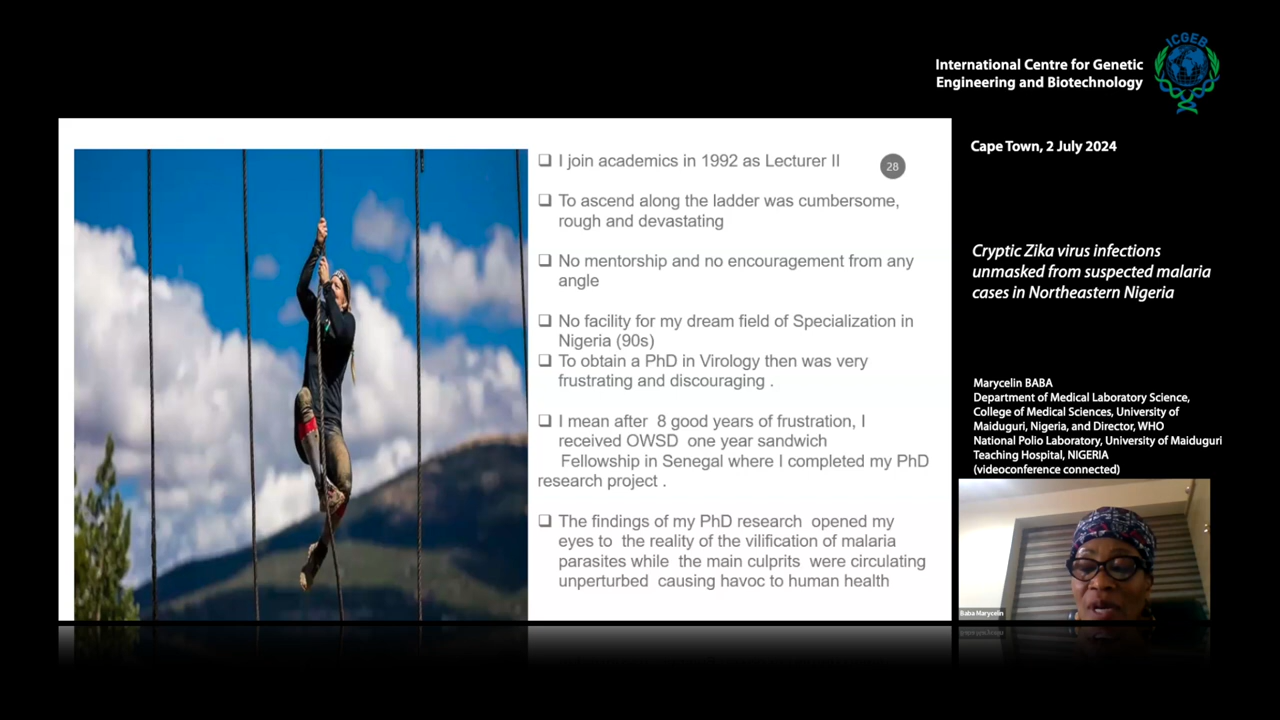 ICGEB
International Centre for Genetic
Engineering and Biotechnology
Cape Town, 2 July 2024
❑ I join academics in 1992 as Lecturer II
28
❑ To ascend along the ladder was cumbersome,
rough and devastating
❑ No mentorship and no encouragement from any
angle
❑ No facility for my dream field of Specialization in
Nigeria (90s)
❑ To obtain a PhD in Virology then was very
frustrating and discouraging .
❑ I mean after 8 good years of frustration, I
received OWSD one year sandwich
Fellowship in Senegal where I completed my PhD
research project .
❑ The findings of my PhD research opened my
eyes to the reality of the vilification of malaria
parasites while the main culprits were circulating
unperturbed causing havoc to human health
Cryptic Zika virus infections
unmasked from suspected malaria
cases in Northeastern Nigeria
Marycelin BABA
Department of Medical Laboratory Science,
College of Medical Sciences, University of
Maiduguri, Nigeria, and Director, WHO
National Polio Laboratory, University of Maiduguri
Teaching Hospital, NIGERIA
(videoconference connected)
Baba Marycelin